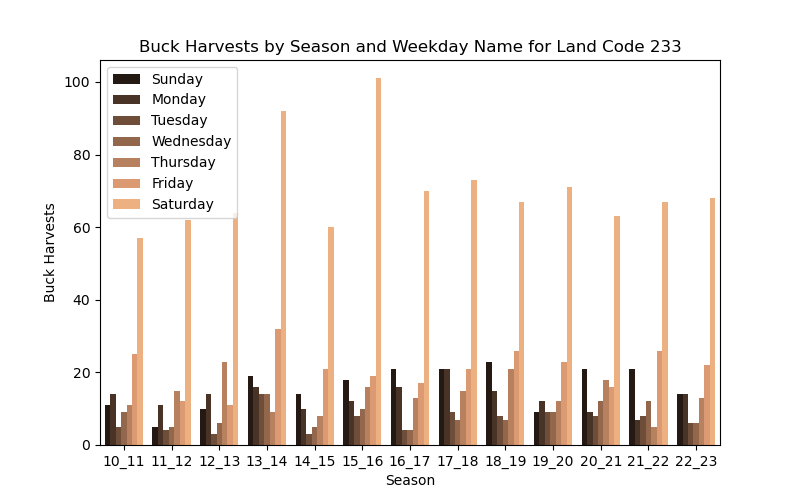 Buck Harvests by Season and Weekday Name for Land Code 233
Sunday
Monday
Tuesday
Wednesday
Thursday
Friday
Saturday
100
80
60
40
20
0
Buck Harvests
10_11 11_12 12_13 13_14 14_15 15_16 16_17 17_18 18_19 19_20 20_21 21_22 22_23
Season